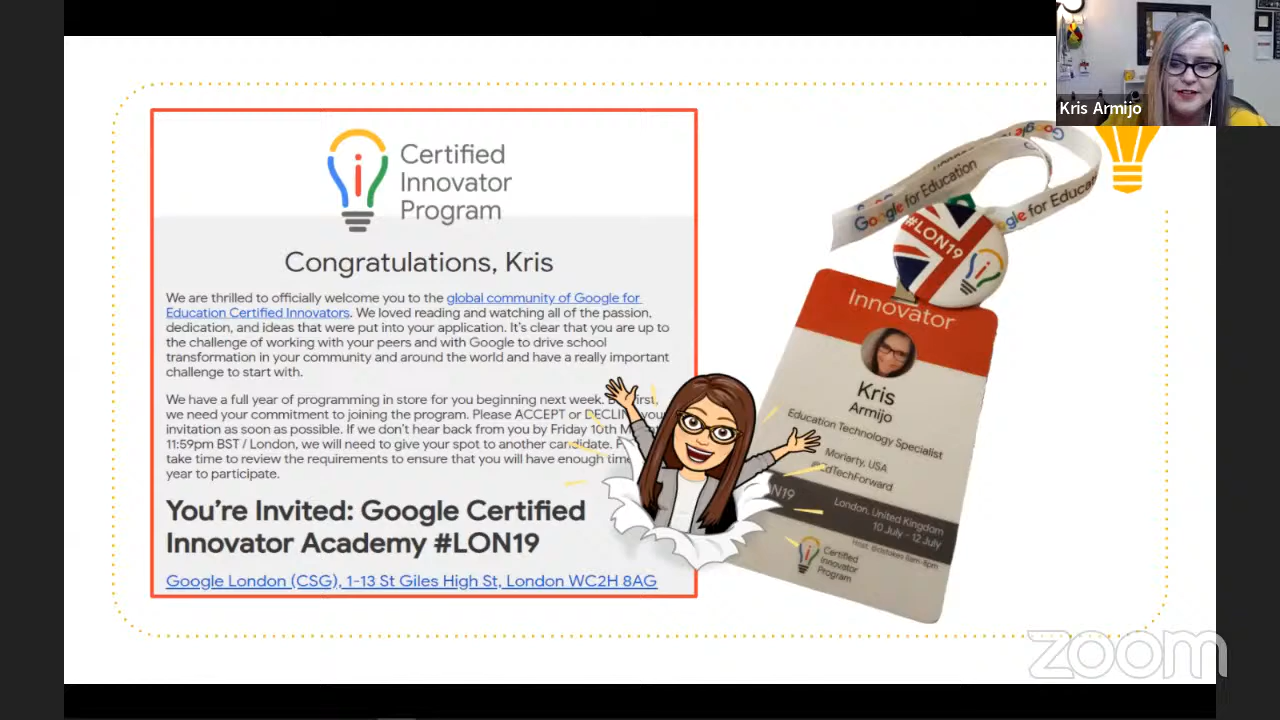 Kris Armijo
Certified
Innovator
Program
Congratulations, Kris
We are thrilled to officially welcome you to the global community of Google for
Education Certified Innovators. We loved reading and watching all of the passion,
dedication, and ideas that were put into your application. It's clear that you are up to
the challenge of working with your peers and with Google to drive school
transformation in your community and around the world and have a really important
challenge to start with.
We have a full year of programming in store for you beginning next week. first,
we need your commitment to joining the program. Please ACCEPT or DECLIN your
invitation as soon as possible. If we don't hear back from you by Friday 10th
11:59pm BST / London, we will need to give your spot to another candidate.
take time to review the requirements to ensure that you will have enough time
year to participate.
You're Invited: Google Certified
Innovator Academy #LON19
Google London (CSG), 1-13 St Giles High St, London WC2H 8AG
Google for Education
gle for Educat
#LON19
Innovator
Kris
Armijo
Education Technology Specialist
Moriarty, USA
@EdTechForward
ON19
London, United Kingdom
10 July - 12 July
Certified
Innovator
Program
zoom